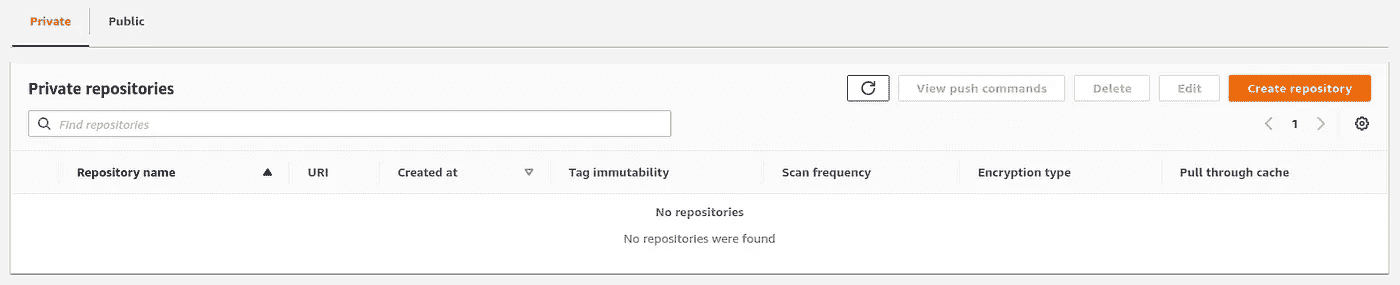 Private Public
Private repositories View push commands Delete Edit Create repository
Find repositories 1
Repository name URI Created at Tag immutability Scan frequency Encryption type Pull through cache
No repositories
No repositories were found